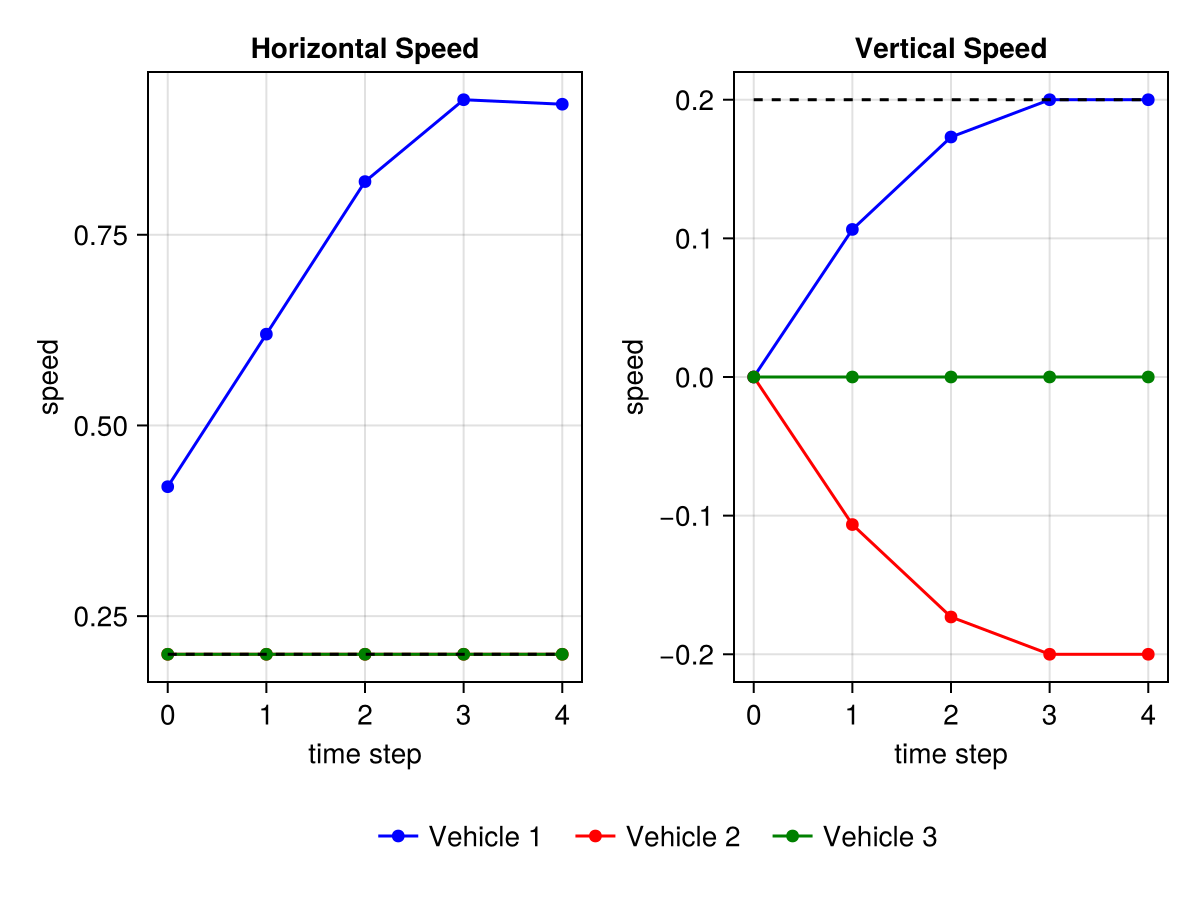 Horizontal Speed
0.75
0.50
0.25
speed
0 1 2 3 4
time step
Vertical Speed
0.2
0.1
0.0
−0.1
−0.2
speed
0 1 2 3 4
time step
Vehicle 1 Vehicle 2 Vehicle 3